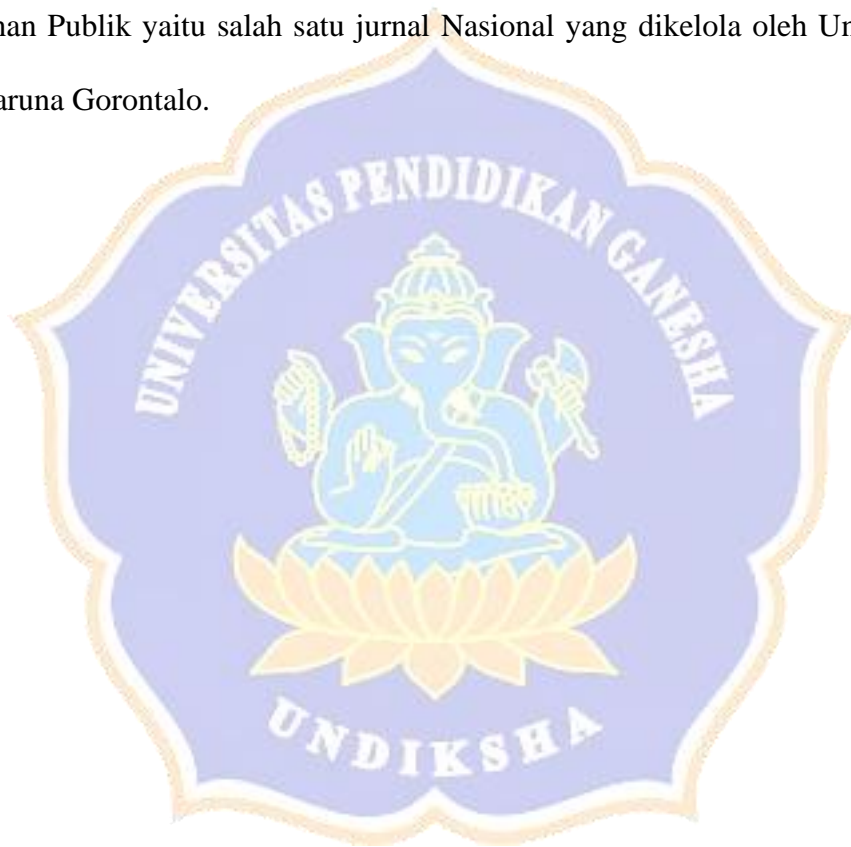 nan Publik yaitu salah satu jurnal Nasional yang dikelola oleh Un
aruna Gorontalo.
UNIVERSITAS PENDIDIKAN GANESHA
UNDIKSHA